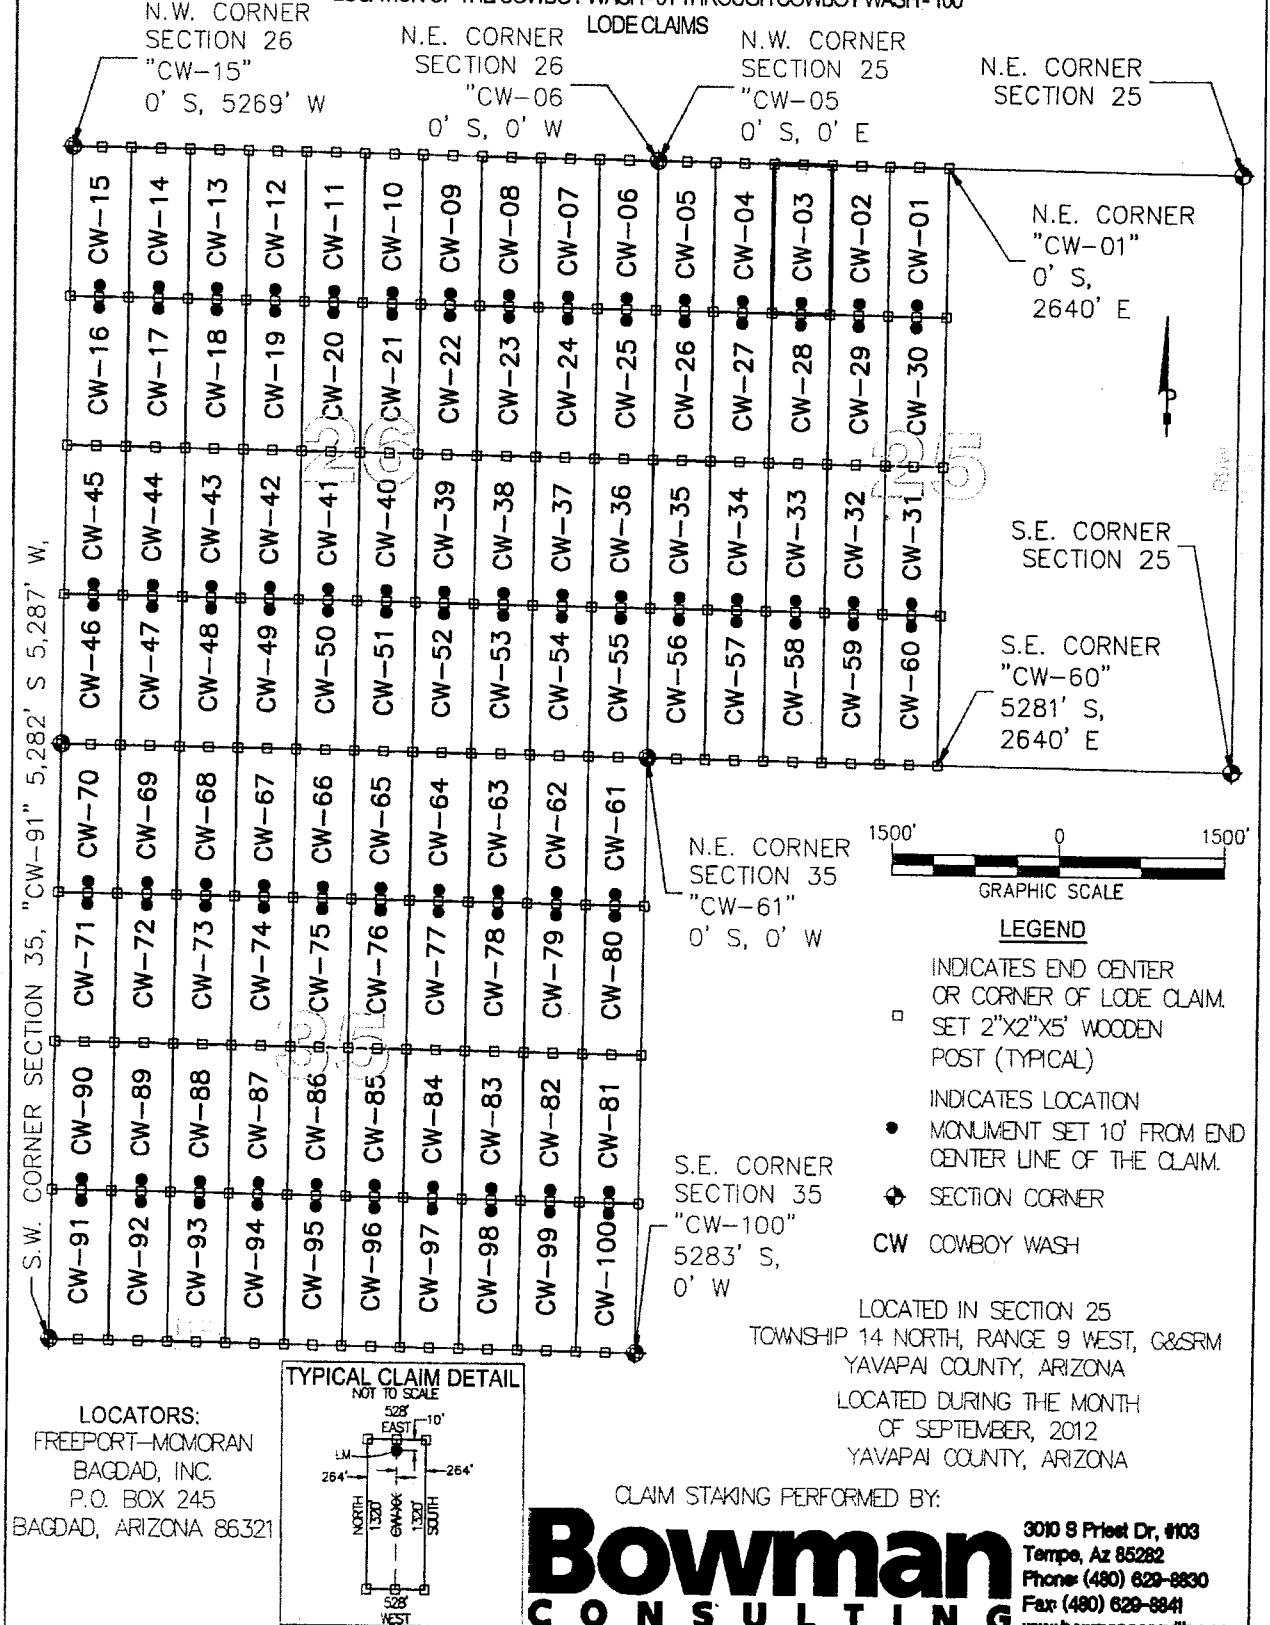 LOCATION OF THE COWBOY WASH-01 THROUGH COWBOY WASH-100
LODE CLAIMS
N.W. CORNER
SECTION 26
"CW-15"
0' S, 5269' W
N.E. CORNER
SECTION 26
"CW-06
0' S, 0' W
N.W. CORNER
SECTION 25
"CW-05
0' S, 0' E
N.E. CORNER
SECTION 25
CW-15 CW-14 CW-13 CW-12 CW-11 CW-10 CW-09 CW-08 CW-07 CW-06 CW-05 CW-04 CW-03 CW-02 CW-01
N.E. CORNER
"CW-01"
0' S,
2640' E
CW-16 CW-17 CW-18 CW-19 CW-20 CW-21 CW-22 CW-23 CW-24 CW-25 CW-26 CW-27 CW-28 CW-29 CW-30
26
25
CW-45 CW-44 CW-43 CW-42 CW-41 CW-40 CW-39 CW-38 CW-37 CW-36 CW-35 CW-34 CW-33 CW-32 CW-31
S.E. CORNER
SECTION 25
CW-46 CW-47 CW-48 CW-49 CW-50 CW-51 CW-52 CW-53 CW-54 CW-55 CW-56 CW-57 CW-58 CW-59 CW-60
S.E. CORNER
"CW-60"
5281' S,
2640' E
S.W. CORNER SECTION 35, "CW-91" 5,282' S 5,287' W,
CW-70 CW-69 CW-68 CW-67 CW-66 CW-65 CW-64 CW-63 CW-62 CW-61
N.E. CORNER
SECTION 35
"CW-61"
0' S, 0' W
CW-71 CW-72 CW-73 CW-74 CW-75 CW-76 CW-77 CW-78 CW-79 CW-80
35
CW-90 CW-89 CW-88 CW-87 CW-86 CW-85 CW-84 CW-83 CW-82 CW-81
CW-91 CW-92 CW-93 CW-94 CW-95 CW-96 CW-97 CW-98 CW-99 CW-100
S.E. CORNER
SECTION 35
"CW-100"
5283' S,
0' W
1500' 0 1500'
GRAPHIC SCALE
LEGEND
INDICATES END CENTER
OR CORNER OF LODE CLAIM.
SET 2"X2"X5' WOODEN
POST (TYPICAL)
INDICATES LOCATION
MONUMENT SET 10' FROM END
CENTER LINE OF THE CLAIM.
SECTION CORNER
CW COWBOY WASH
LOCATED IN SECTION 25
TOWNSHIP 14 NORTH, RANGE 9 WEST, G&SRM
YAVAPAI COUNTY, ARIZONA
LOCATED DURING THE MONTH
OF SEPTEMBER, 2012
YAVAPAI COUNTY, ARIZONA
LOCATORS:
FREEPORT-MCMORAN
BAGDAD, INC.
P.O. BOX 245
BAGDAD, ARIZONA 86321
TYPICAL CLAIM DETAIL
NOT TO SCALE
528'
EAST
10'
LM
264' 264'
NORTH
1320'
CW-XX
1320'
SOUTH
528'
WEST
CLAIM STAKING PERFORMED BY:
Bowman
CONSULTING
3010 S Priest Dr, #103
Tempe, Az 85282
Phone: (480) 629-8830
Fax: (480) 629-8841